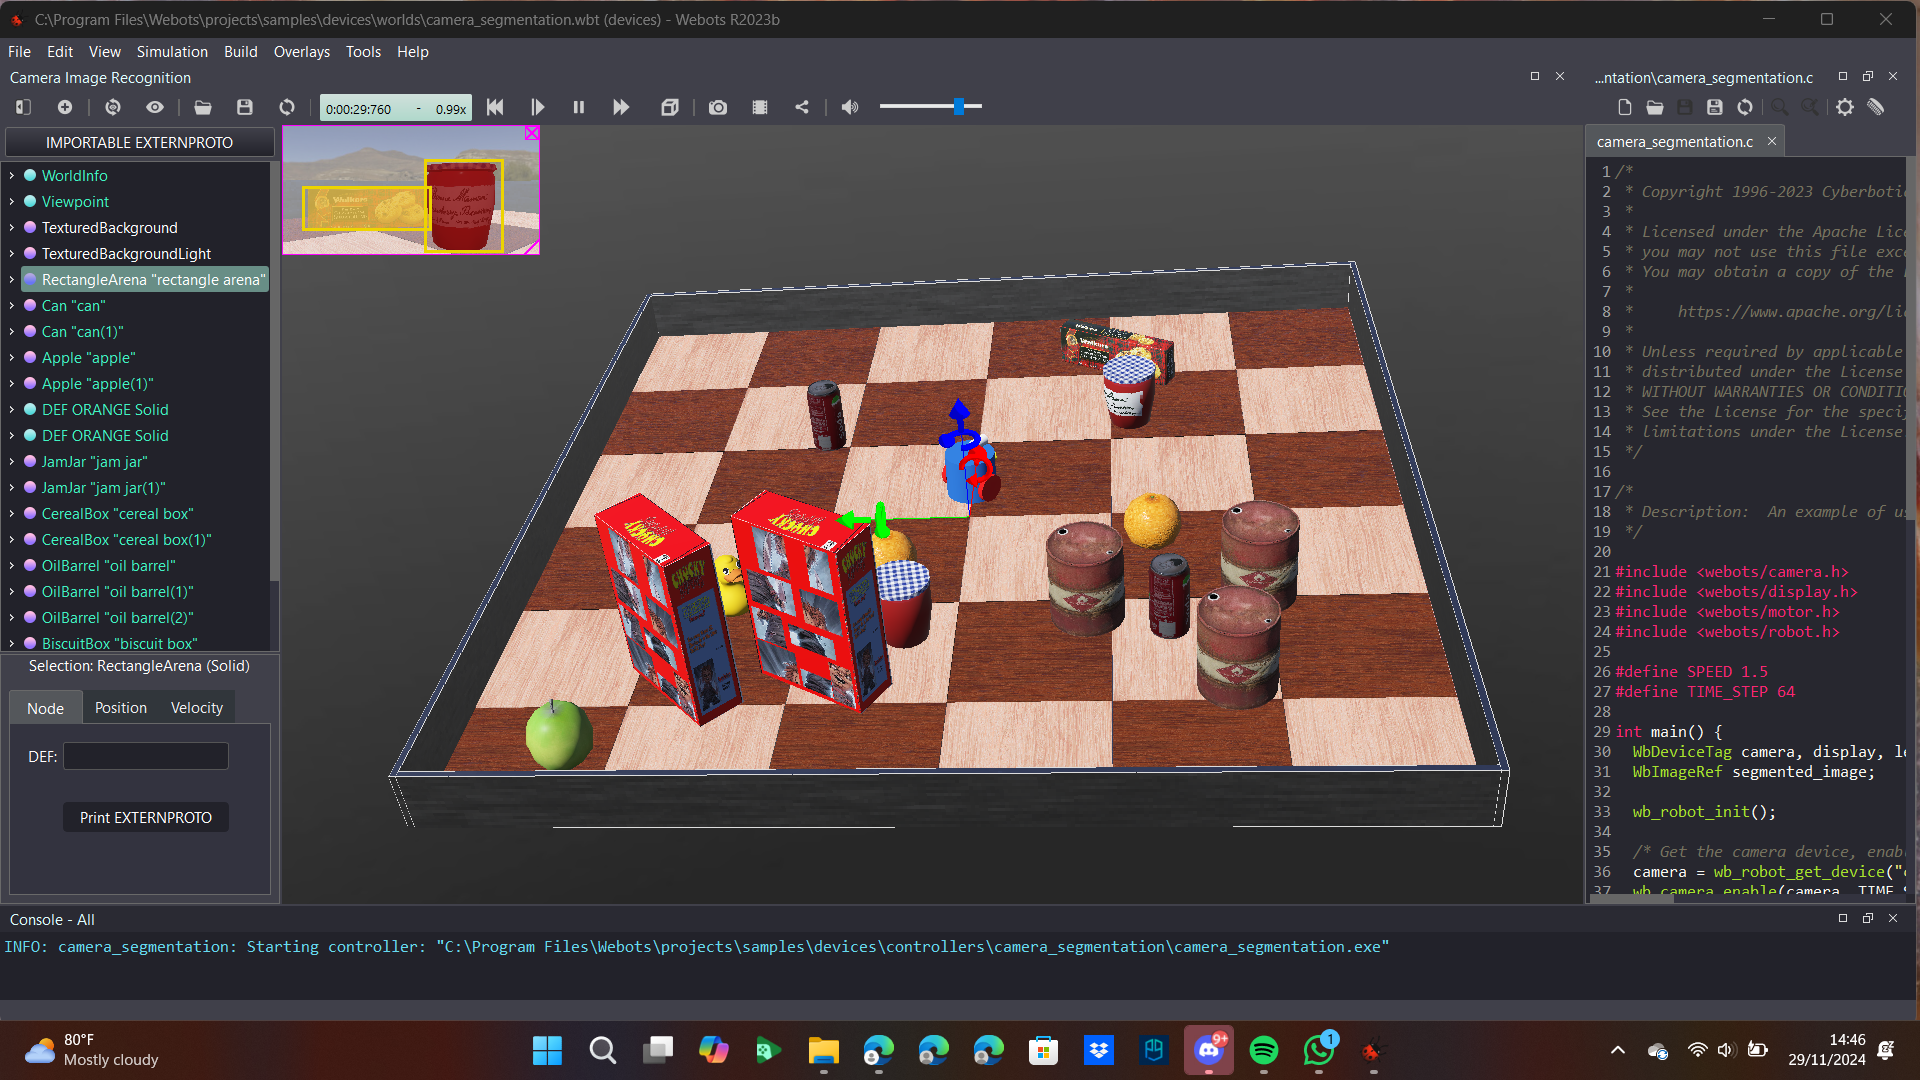 C:\Program Files\Webots\projects\samples\devices\worlds\camera_segmentation.wbt (devices) - Webots R2023b
File Edit View Simulation Build Overlays Tools Help
Camera Image Recognition
...ntation\camera_segmentation.c
0:00:29:760 - 0.99x
IMPORTABLE EXTERNPROTO
camera_segmentation.c
WorldInfo
Viewpoint
TexturedBackground
TexturedBackgroundLight
RectangleArena "rectangle arena"
Can "can"
Can "can(1)"
Apple "apple"
Apple "apple(1)"
DEF ORANGE Solid
DEF ORANGE Solid
JamJar "jam jar"
JamJar "jam jar(1)"
CerealBox "cereal box"
CerealBox "cereal box(1)"
OilBarrel "oil barrel"
OilBarrel "oil barrel(1)"
OilBarrel "oil barrel(2)"
BiscuitBox "biscuit box"
Selection: RectangleArena (Solid)
Node Position Velocity
DEF:
Print EXTERNPROTO
1 /*
2 * Copyright 1996-2023 Cyberbotic
3 *
4 * Licensed under the Apache Lice
5 * you may not use this file exce
6 * You may obtain a copy of the
7 *
8 * https://www.apache.org/li
9 *
10 * Unless required by applicable
11 * distributed under the License
12 * WITHOUT WARRANTIES OR CONDITIO
13 * See the License for the speci
14 * limitations under the License
15 */
16
17 /*
18 * Description: An example of u
19 */
20
21 #include <webots/camera.h>
22 #include <webots/display.h>
23 #include <webots/motor.h>
24 #include <webots/robot.h>
25
26 #define SPEED 1.5
27 #define TIME_STEP 64
28
29 int main() {
30 WbDeviceTag camera, display, le
31 WbImageRef segmented_image;
32
33 wb_robot_init();
34
35 /* Get the camera device, enab
36 camera = wb_robot_get_device("
37 wb_camera_enable(camera, TIME_
Console - All
INFO: camera_segmentation: Starting controller: "C:\Program Files\Webots\projects\samples\devices\controllers\camera_segmentation\camera_segmentation.exe"
80°F
Mostly cloudy
9+
1
14:46
29/11/2024